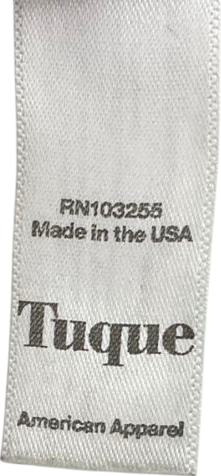 RN103255
Made in the USA
Tuque
American Apparel